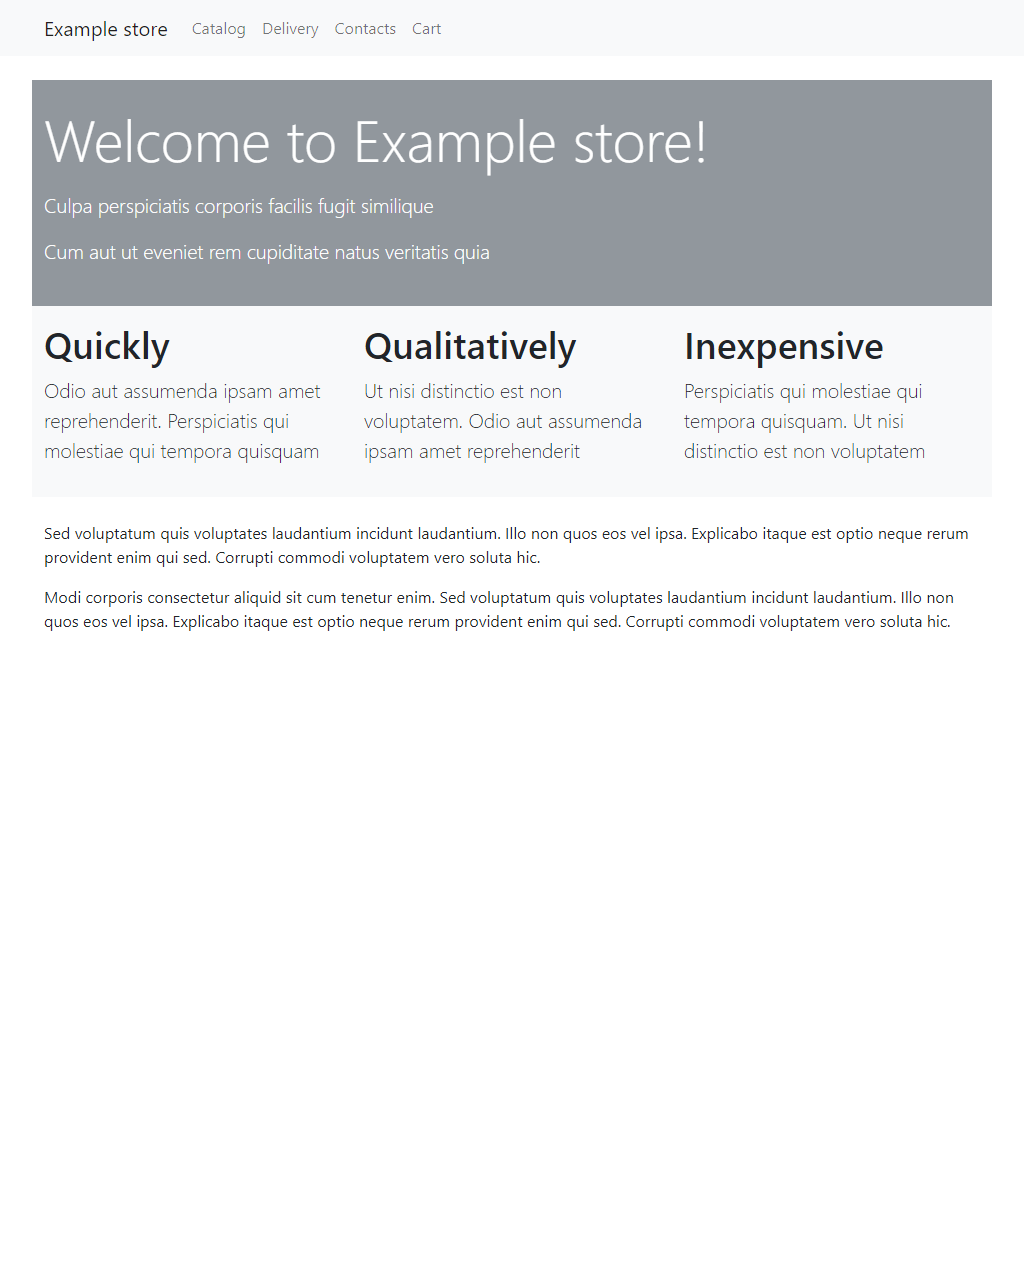 Example store Catalog Delivery Contacts Cart
Welcome to Example store!
Culpa perspiciatis corporis facilis fugit similique
Cum aut ut eveniet rem cupiditate natus veritatis quia
Quickly
Odio aut assumenda ipsam amet
reprehenderit. Perspiciatis qui
molestiae qui tempora quisquam
Qualitatively
Ut nisi distinctio est non
voluptatem. Odio aut assumenda
ipsam amet reprehenderit
Inexpensive
Perspiciatis qui molestiae qui
tempora quisquam. Ut nisi
distinctio est non voluptatem
Sed voluptatum quis voluptates laudantium incidunt laudantium. Illo non quos eos vel ipsa. Explicabo itaque est optio neque rerum
provident enim qui sed. Corrupti commodi voluptatem vero soluta hic.
Modi corporis consectetur aliquid sit cum tenetur enim. Sed voluptatum quis voluptates laudantium incidunt laudantium. Illo non
quos eos vel ipsa. Explicabo itaque est optio neque rerum provident enim qui sed. Corrupti commodi voluptatem vero soluta hic.